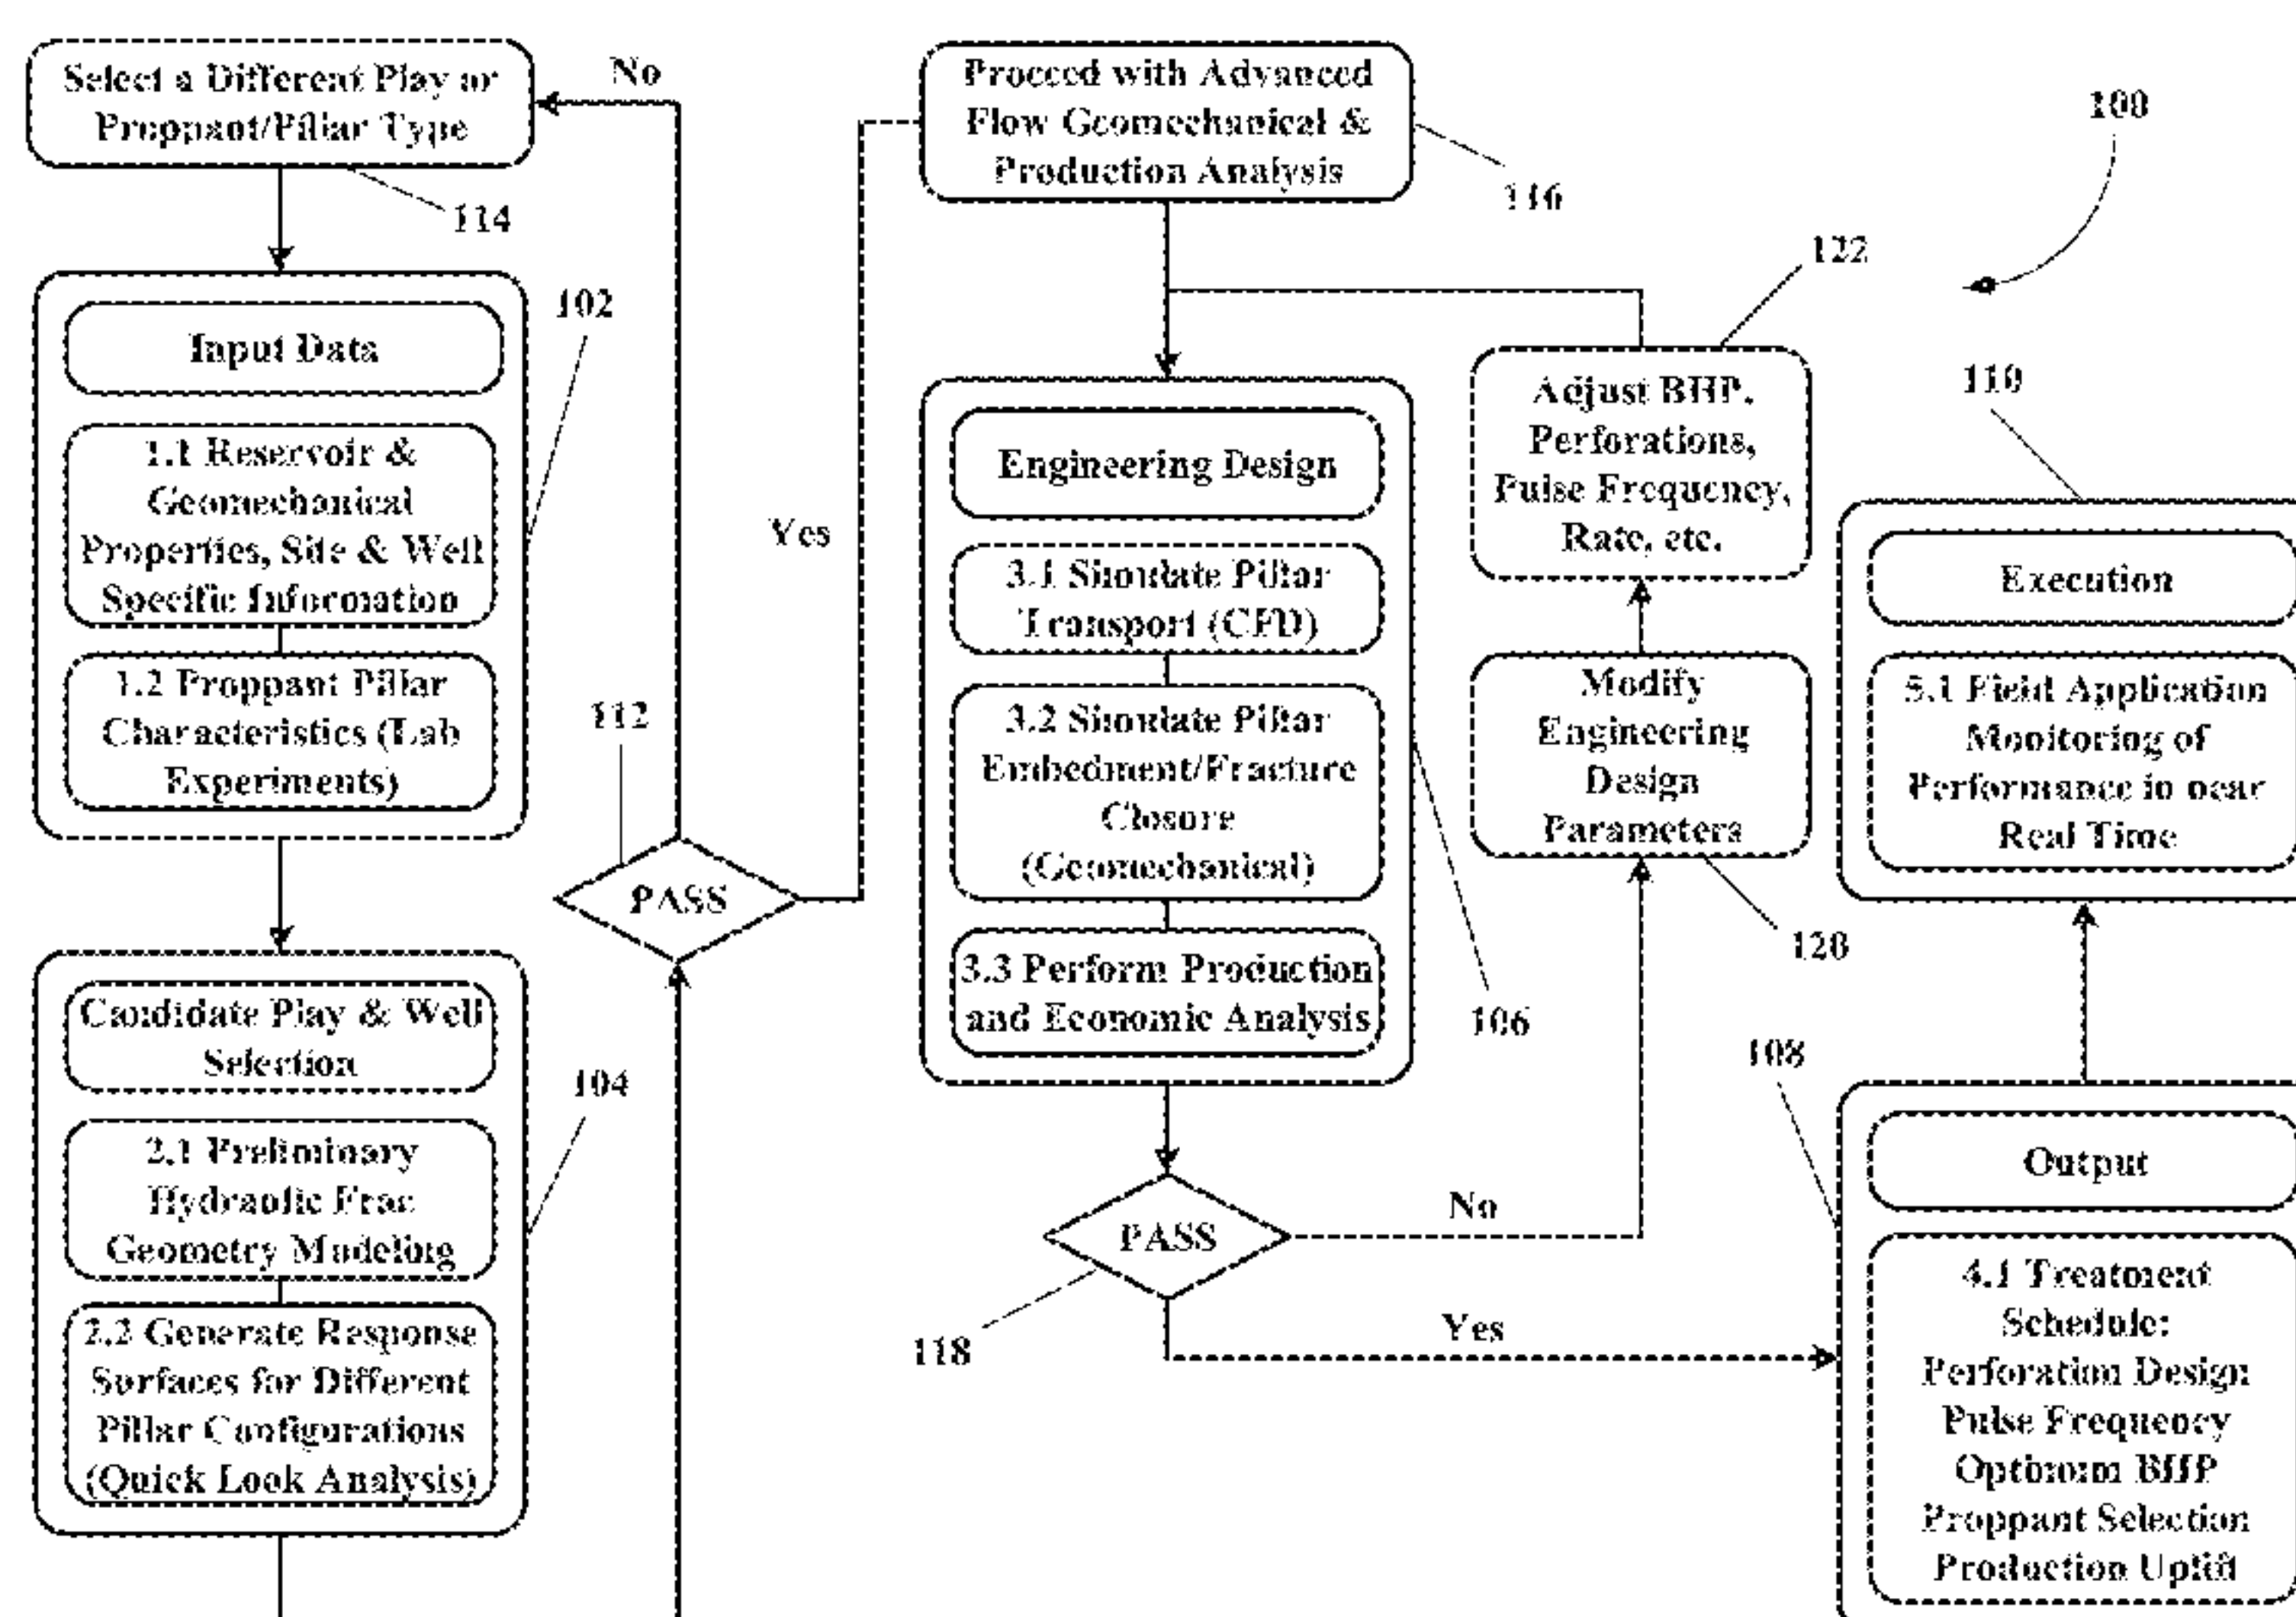 Select a Different Play or
Proppant/Pillar Type
114
Input Data
1.1 Reservoir &
Geomechanical
Properties, Site & Well
Specific Information
1.2 Proppant Pillar
Characteristics (Lab
Experiments)
102
Candidate Play & Well
Selection
2.1 Preliminary
Hydraulic Frac
Geometry Modeling
2.2 Generate Response
Surfaces for Different
Pillar Configurations
(Quick Look Analysis)
104
No
Yes
112
PASS
Proceed with Advanced
Flow Geomechanical &
Production Analysis
116
Engineering Design
3.1 Simulate Pillar
Transport (CFD)
3.2 Simulate Pillar
Embedment/Fracture
Closure
(Geomechanical)
3.3 Perform Production
and Economic Analysis
106
PASS
118
No
Yes
122
Adjust BHP,
Perforations,
Pulse Frequency,
Rate, etc.
Modify
Engineering
Design
Parameters
120
100
110
Execution
5.1 Field Application
Monitoring of
Performance in near
Real Time
108
Output
4.1 Treatment
Schedule:
Perforation Design
Pulse Frequency
Optimum BHP
Proppant Selection
Production Uplift